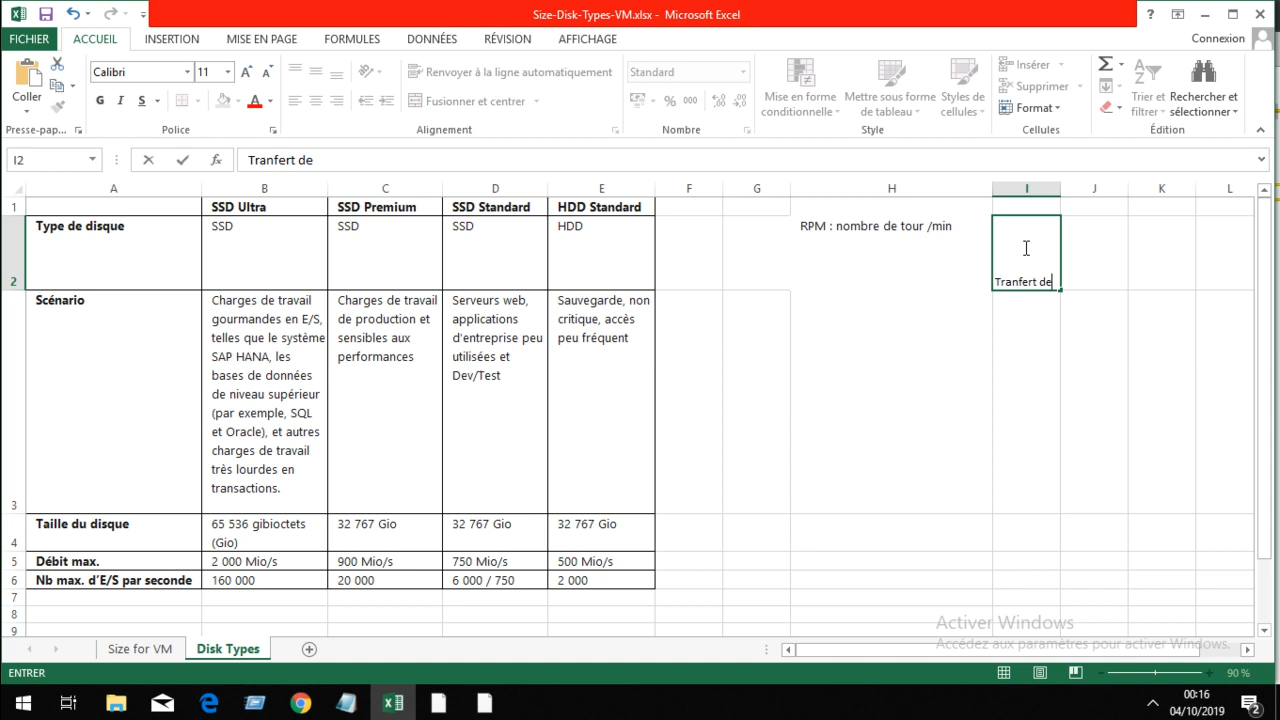 Size-Disk-Types-VM.xlsx - Microsoft Excel
?
FICHIER ACCUEIL INSERTION MISE EN PAGE FORMULES DONNÉES RÉVISION AFFICHAGE Connexion
Coller
Calibri 11
G I S
Renvoyer à la ligne automatiquement
Fusionner et centrer
Standard
% 000
Mise en forme conditionnelle
Mettre sous forme de tableau
Styles de cellules
Insérer
Supprimer
Format
Trier et filtrer
Rechercher et sélectionner
Presse-pap... Police Alignement Nombre Style Cellules Édition
I2 fx Tranfert de
A B C D E F G H I J K L
1 SSD Ultra SSD Premium SSD Standard HDD Standard
2 Type de disque SSD SSD SSD HDD RPM : nombre de tour /min Tranfert de
3 Scénario
Charges de travail
gourmandes en E/S,
telles que le système
SAP HANA, les
bases de données
de niveau supérieur
(par exemple, SQL
et Oracle), et autres
charges de travail
très lourdes en
transactions.
Charges de travail
de production et
sensibles aux
performances
Serveurs web,
applications
d'entreprise peu
utilisées et
Dev/Test
Sauvegarde, non
critique, accès
peu fréquent
4 Taille du disque 65 536 gibioctets
(Gio)
32 767 Gio 32 767 Gio 32 767 Gio
5 Débit max. 2 000 Mio/s 900 Mio/s 750 Mio/s 500 Mio/s
6 Nb max. d'E/S par seconde 160 000 20 000 6 000 / 750 2 000
7
8
9
Activer Windows
Accédez aux paramètres pour activer Windows.
Size for VM Disk Types
ENTRER 90 %
00:16
04/10/2019
2